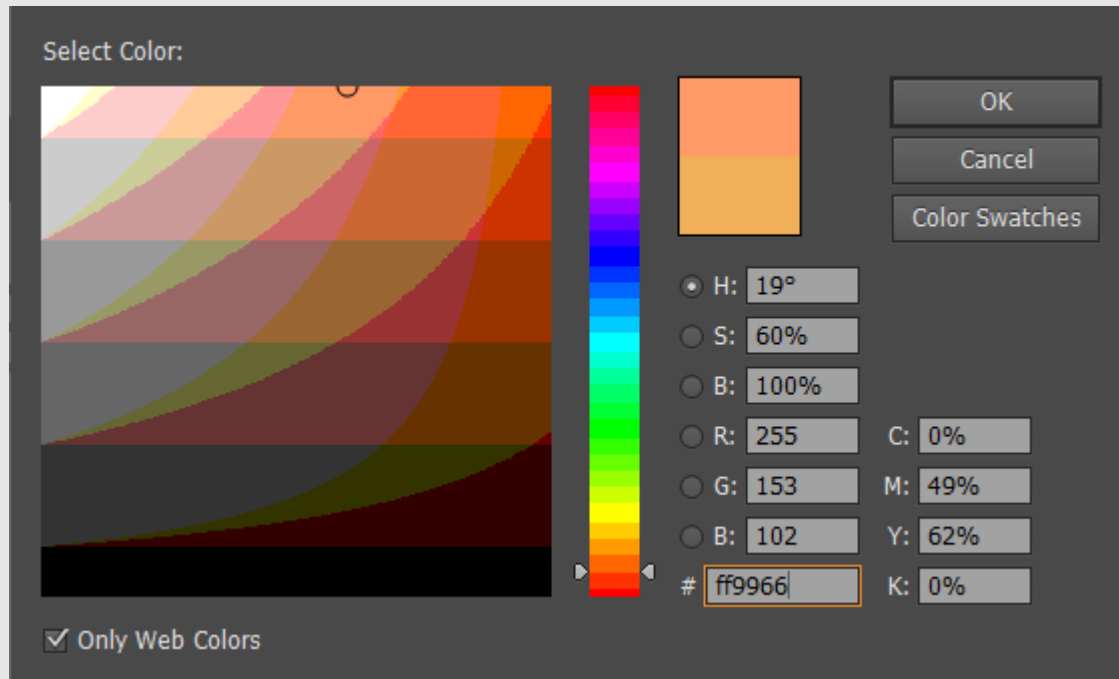 Select Color:
OK
Cancel
Color Swatches
H: 19°
S: 60%
B: 100%
R: 255 C: 0%
G: 153 M: 49%
B: 102 Y: 62%
# ff9966 K: 0%
Only Web Colors